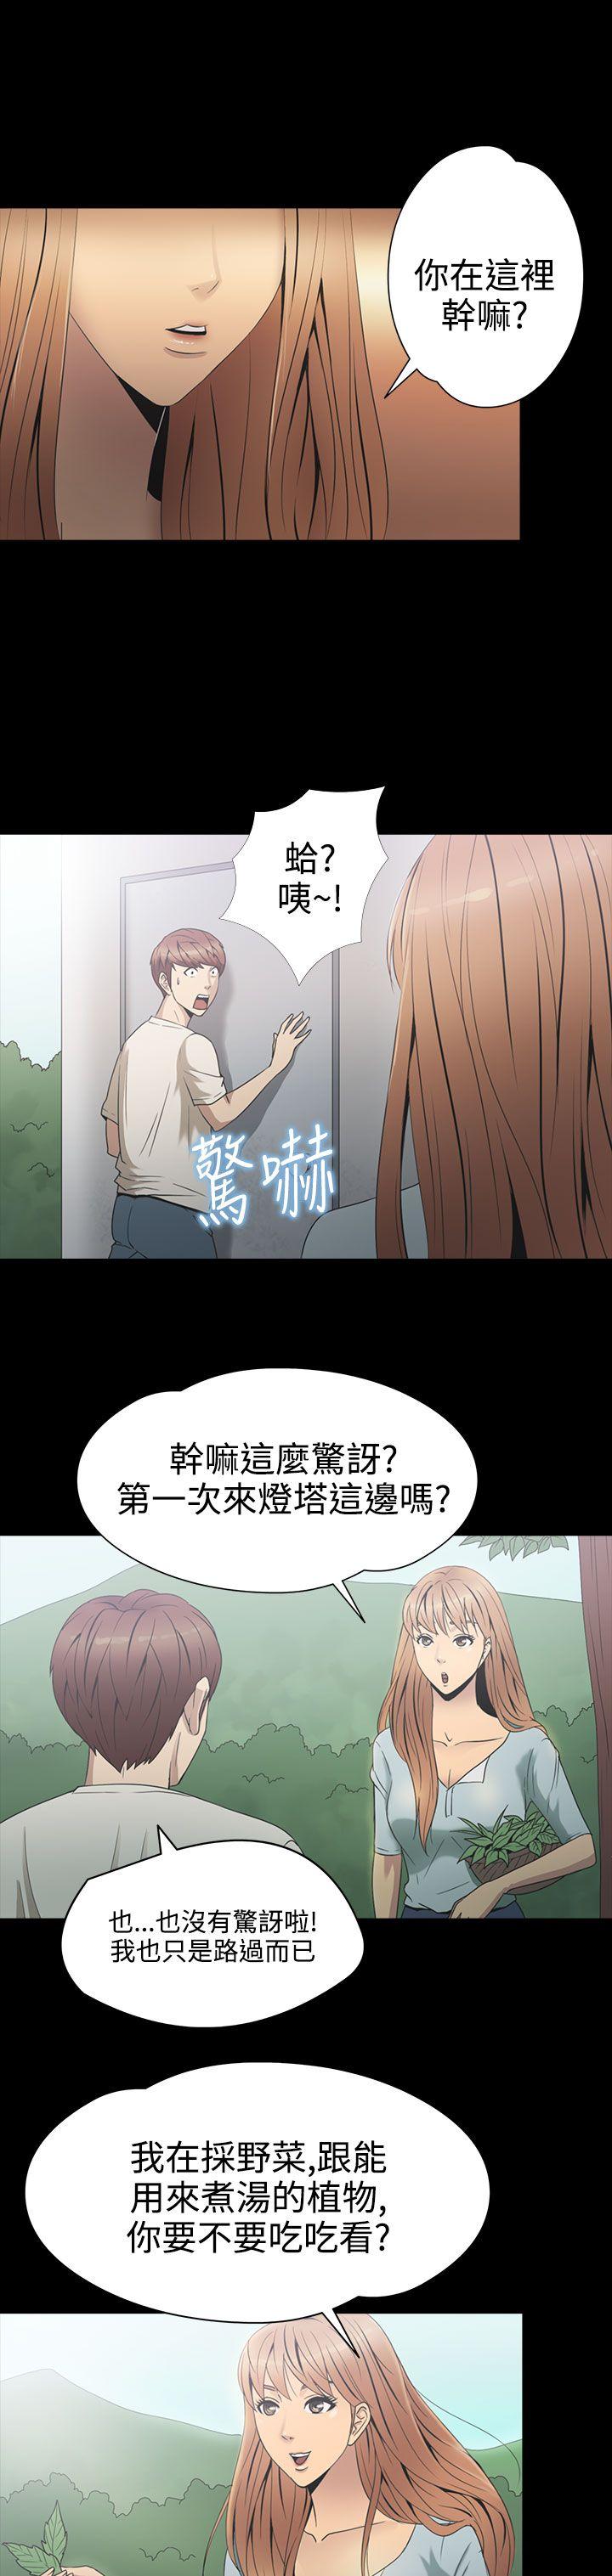 你在這裡
幹嘛?
蛤?
咦~!
驚嚇
幹嘛這麼驚訝?
第一次來燈塔這邊嗎?
也...也沒有驚訝啦!
我也只是路過而已
我在採野菜,跟能
用來煮湯的植物,
你要不要吃吃看?